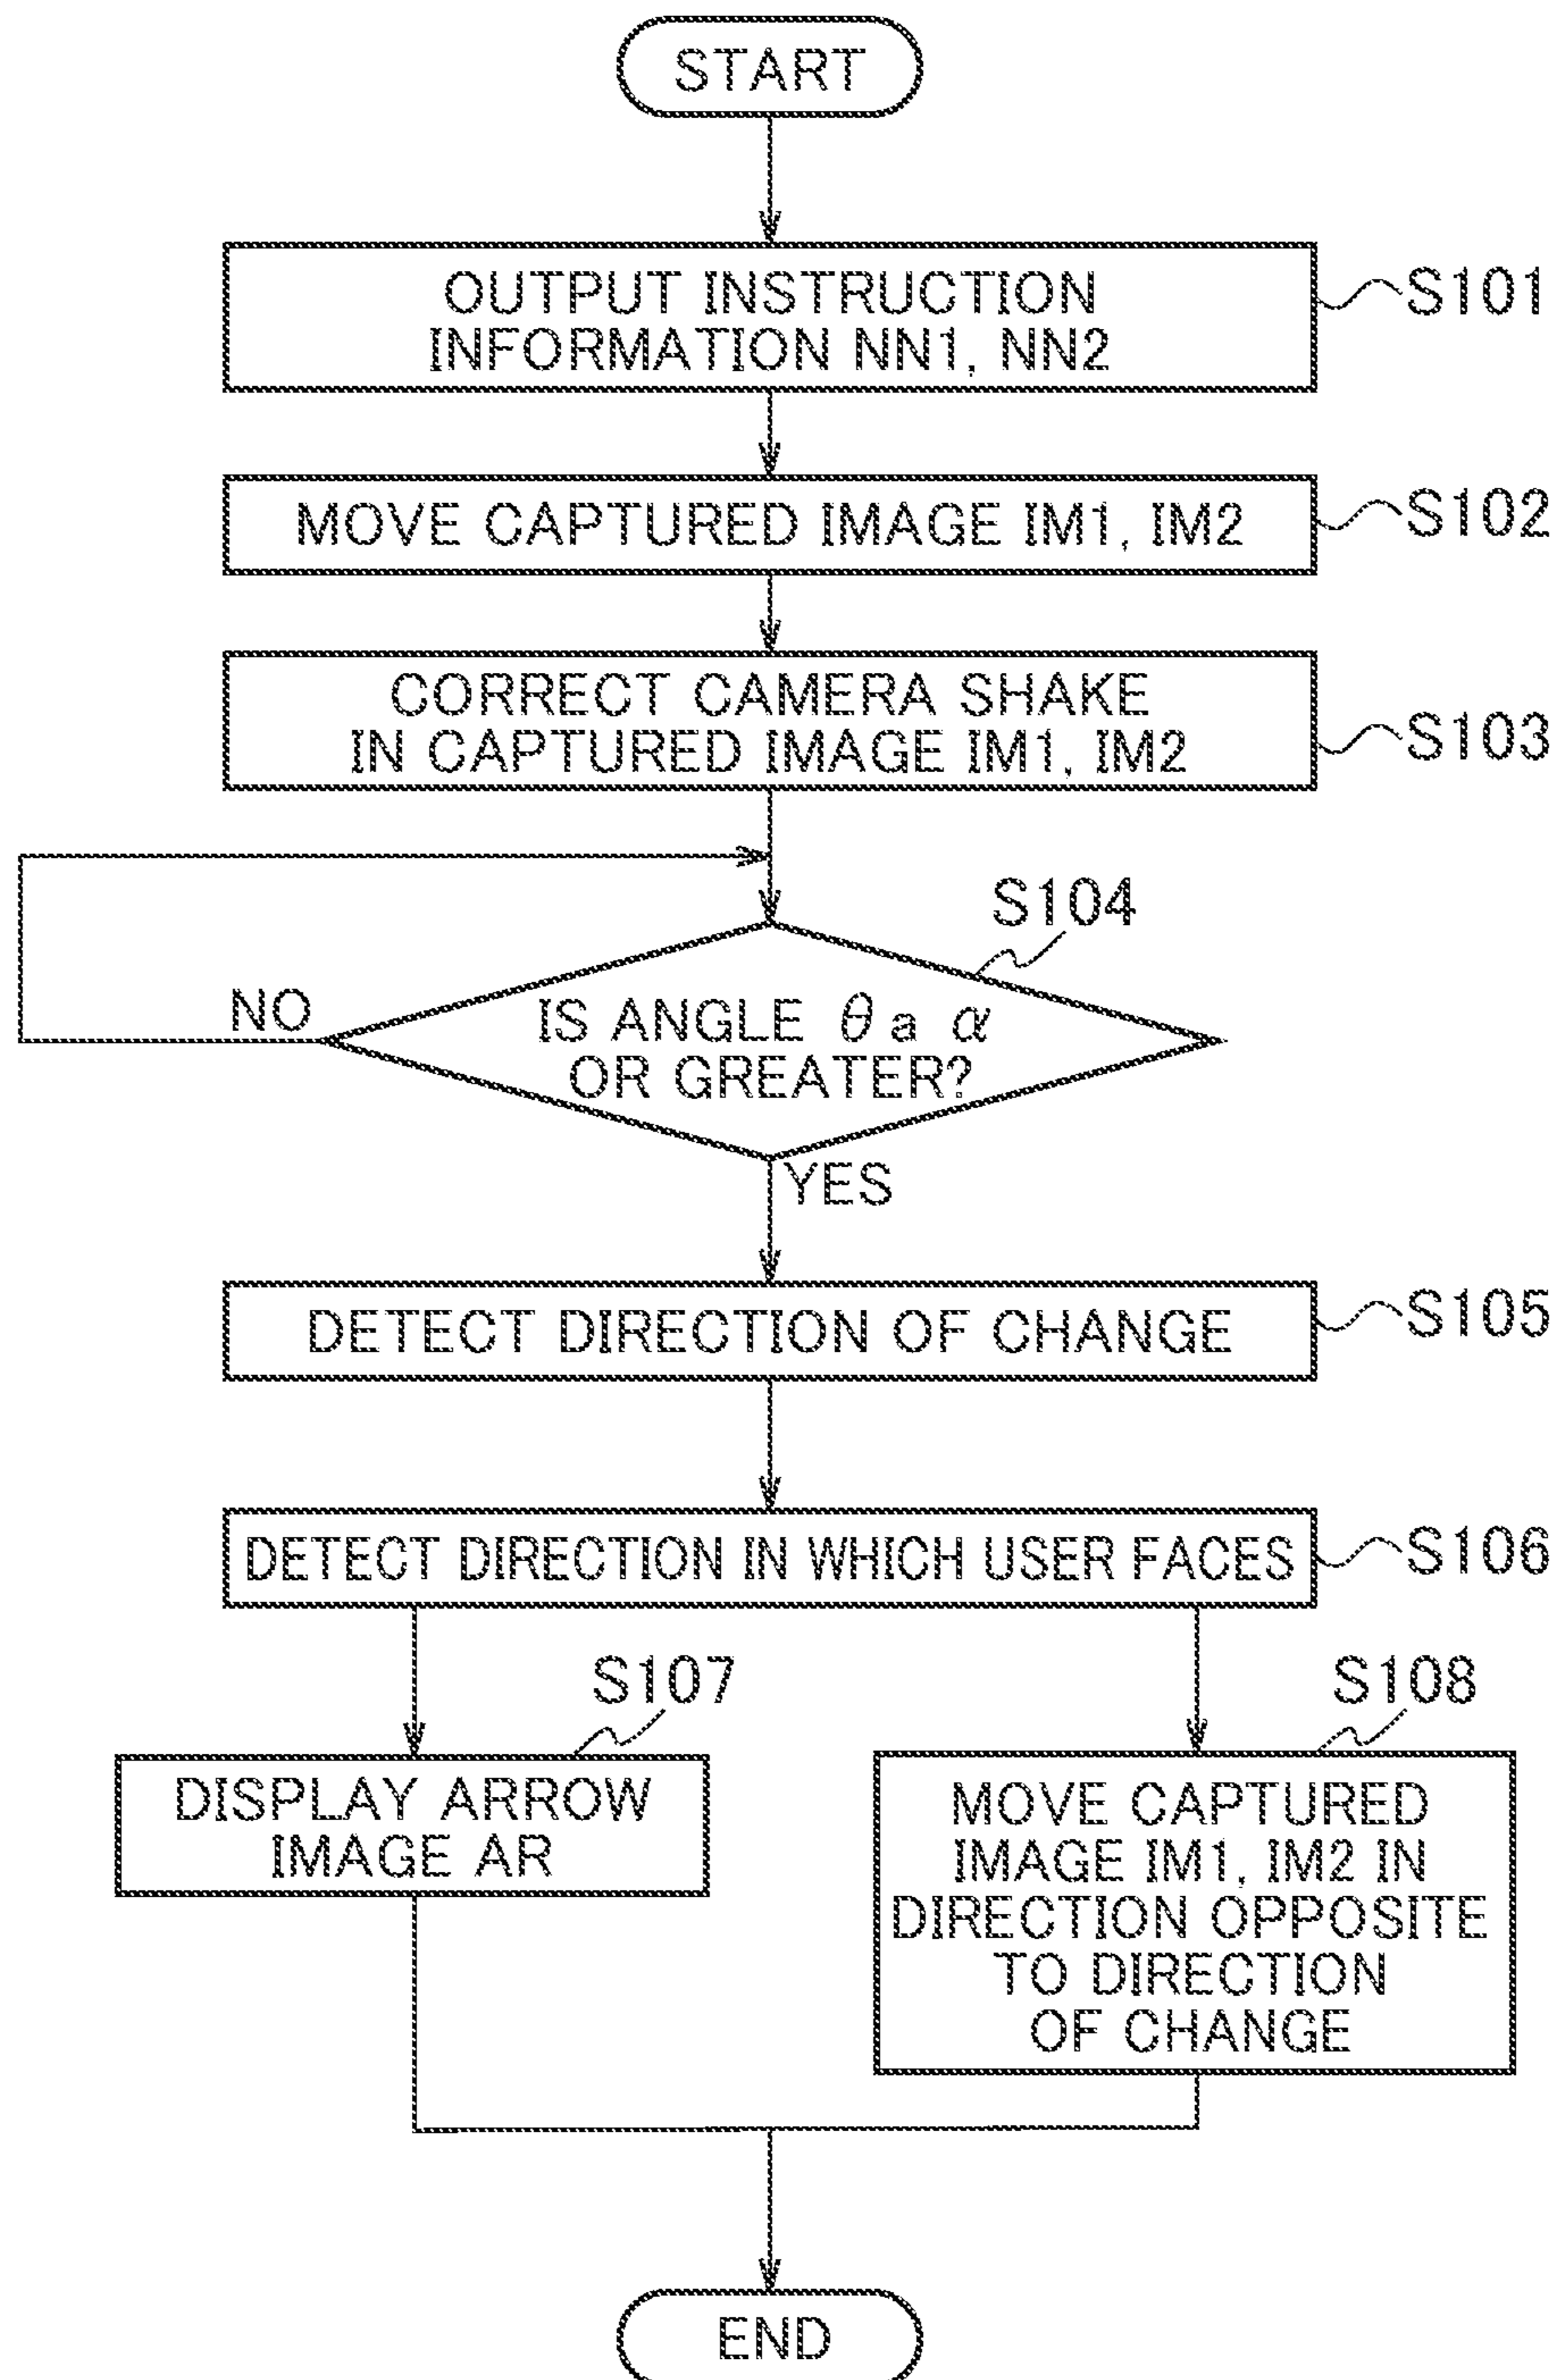 START
OUTPUT INSTRUCTION
INFORMATION NN1, NN2
S101
MOVE CAPTURED IMAGE IM1, IM2
S102
CORRECT CAMERA SHAKE
IN CAPTURED IMAGE IM1, IM2
S103
S104
IS ANGLE θa α
OR GREATER?
NO
YES
DETECT DIRECTION OF CHANGE
S105
DETECT DIRECTION IN WHICH USER FACES
S106
S107
DISPLAY ARROW
IMAGE AR
S108
MOVE CAPTURED
IMAGE IM1, IM2 IN
DIRECTION OPPOSITE
TO DIRECTION
OF CHANGE
END